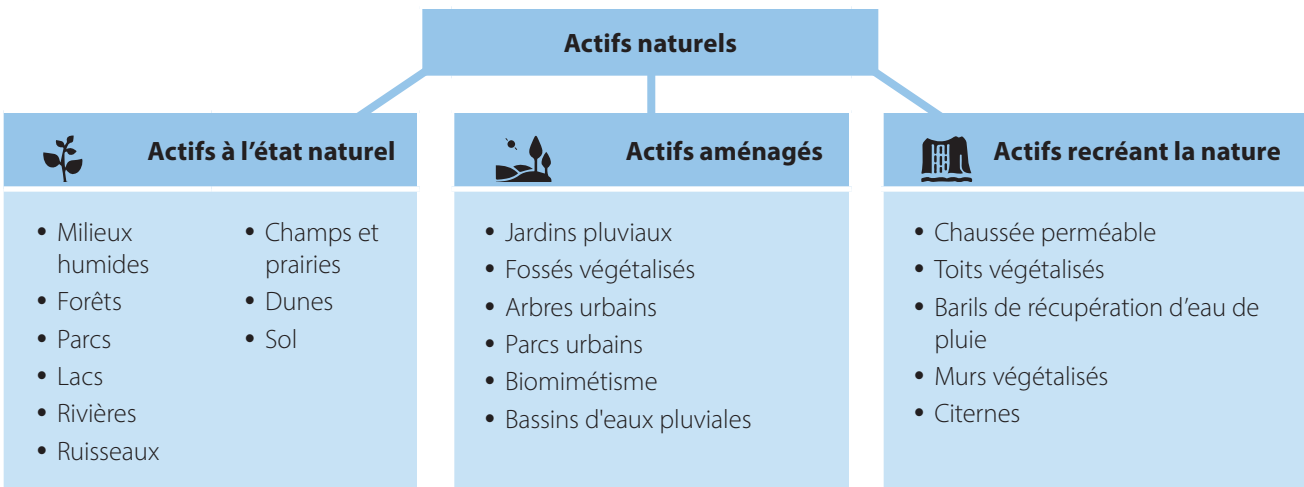 Actifs naturels
Actifs à l'état naturel
• Milieux
humides
• Forêts
• Parcs
• Lacs
• Rivières
• Ruisseaux
• Champs et
prairies
• Dunes
• Sol
Actifs aménagés
• Jardins pluviaux
• Fossés végétalisés
• Arbres urbains
• Parcs urbains
• Biomimétisme
• Bassins d'eaux pluviales
Actifs recréant la nature
• Chaussée perméable
• Toits végétalisés
• Barils de récupération d'eau de
pluie
• Murs végétalisés
• Citernes